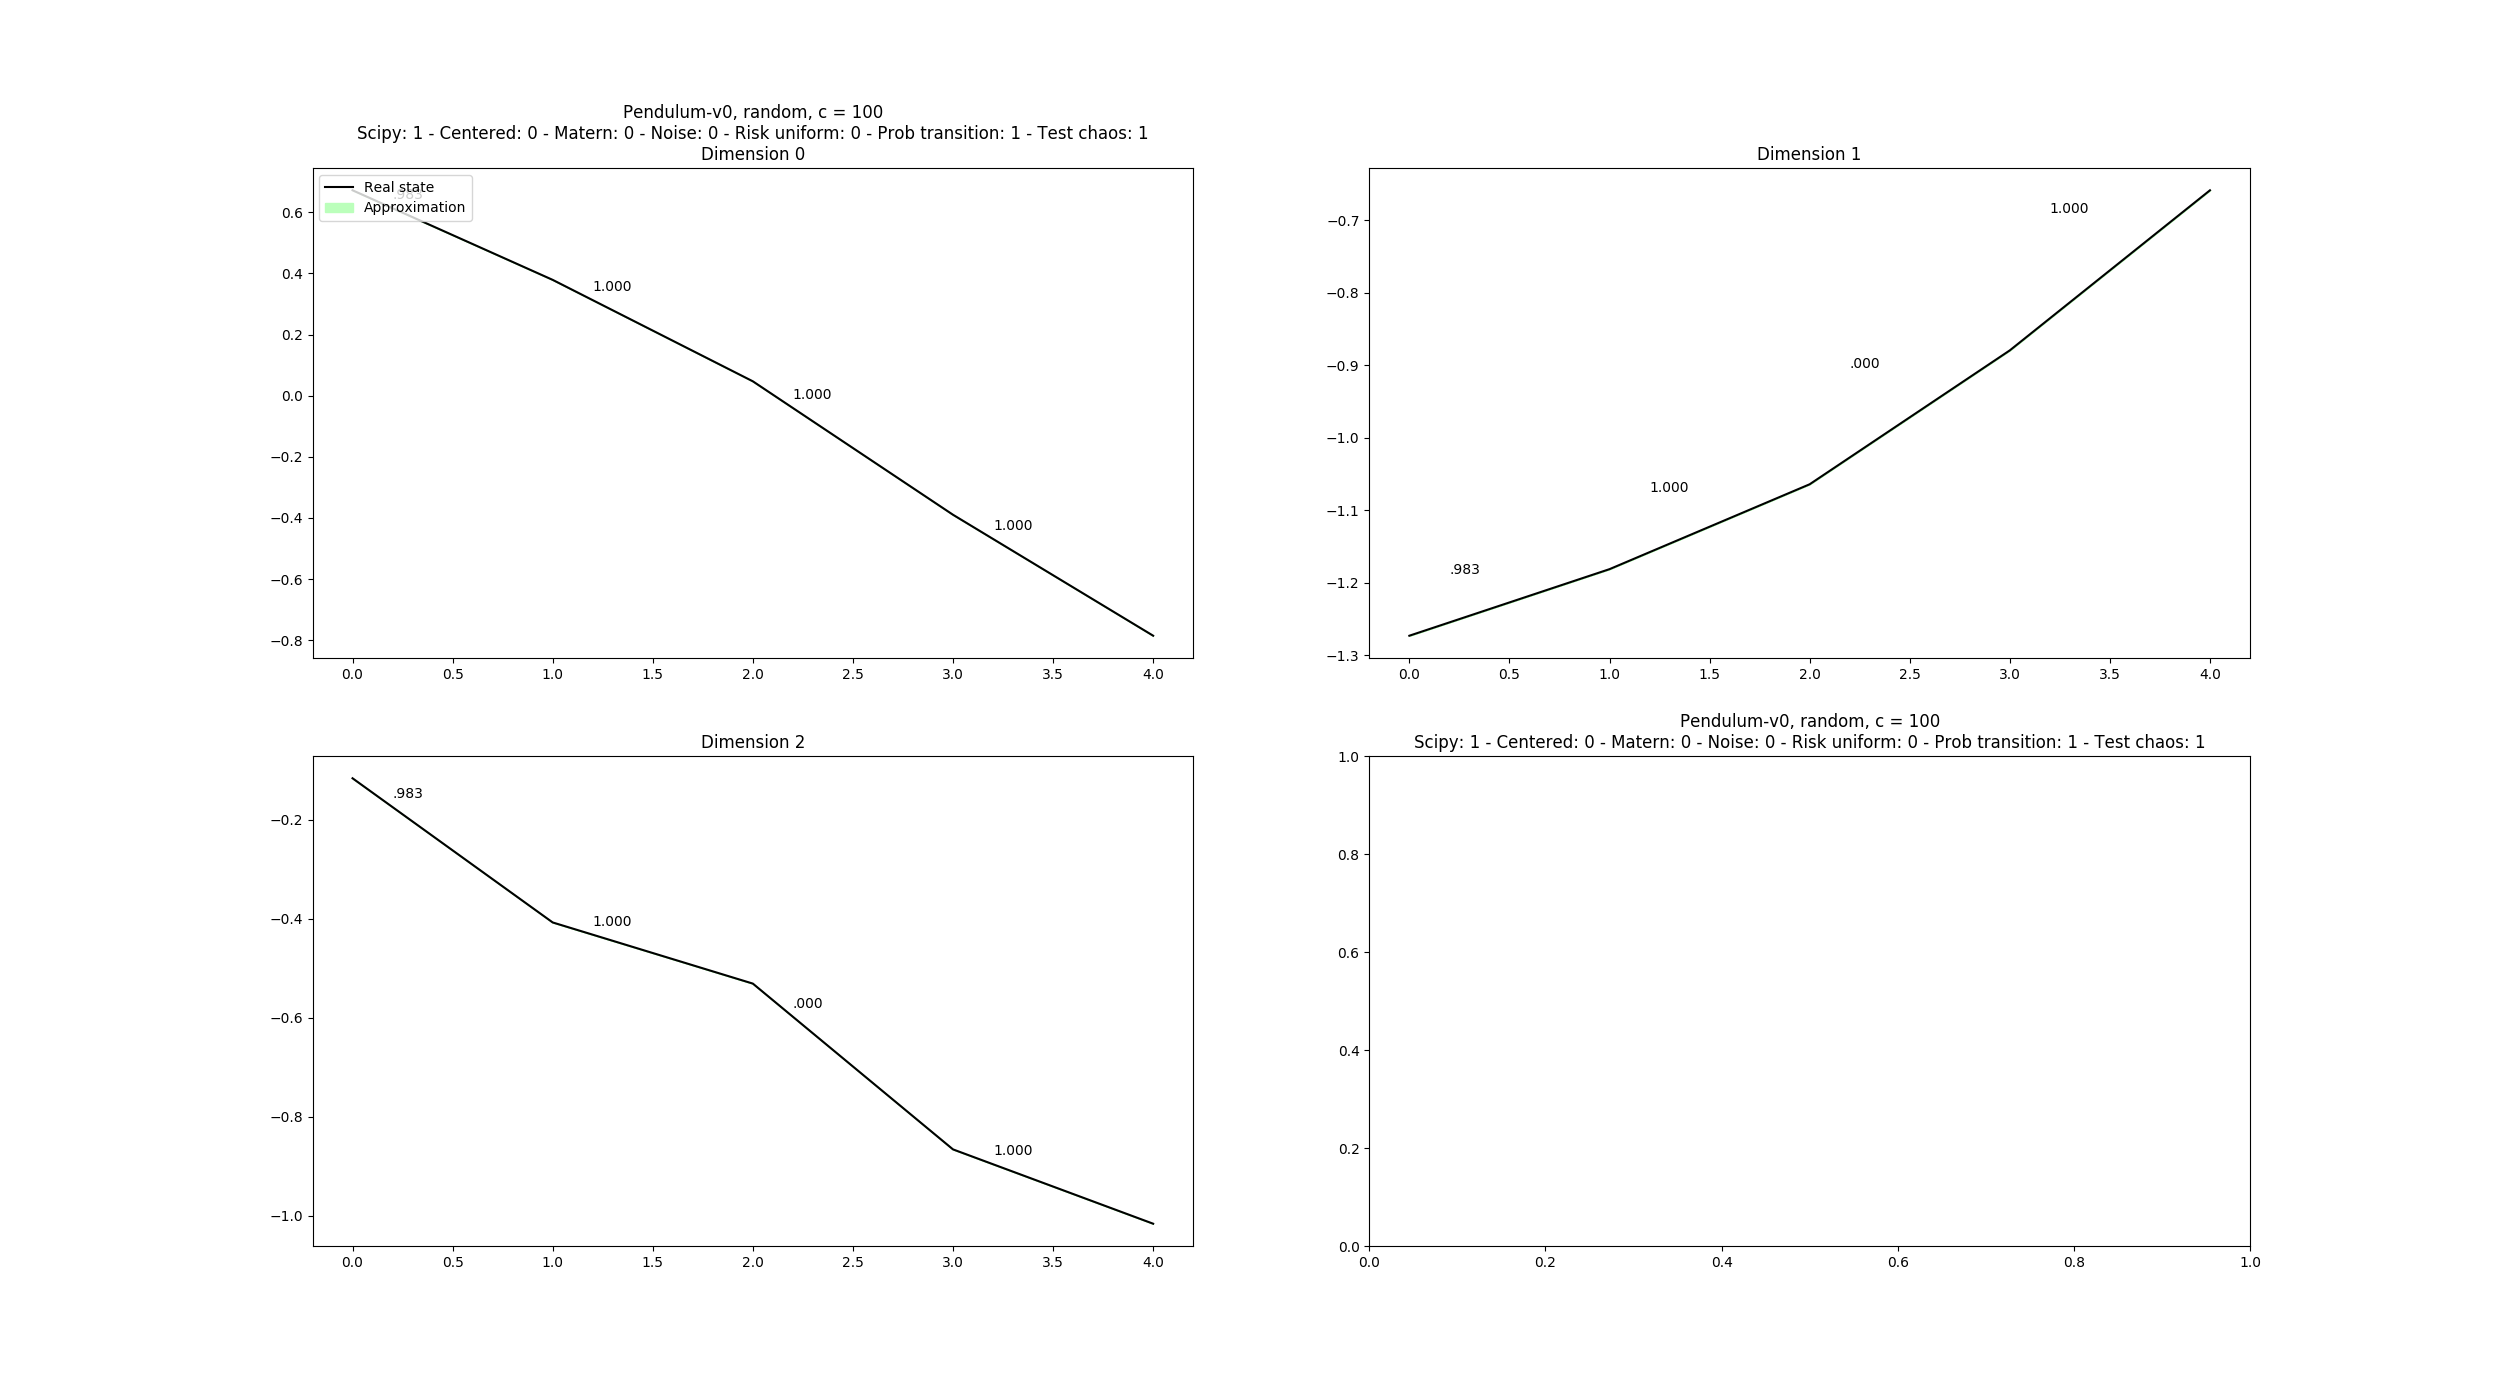 Pendulum-v0, random, c = 100
Scipy: 1 - Centered: 0 - Matern: 0 - Noise: 0 - Risk uniform: 0 - Prob transition: 1 - Test chaos: 1
Dimension 0
Real state
.983
Approximation
1.000
1.000
1.000
0.6
0.4
0.2
0.0
−0.2
−0.4
−0.6
−0.8
0.0 0.5 1.0 1.5 2.0 2.5 3.0 3.5 4.0
Dimension 1
1.000
.000
1.000
.983
−0.7
−0.8
−0.9
−1.0
−1.1
−1.2
−1.3
0.0 0.5 1.0 1.5 2.0 2.5 3.0 3.5 4.0
Dimension 2
.983
1.000
.000
1.000
−0.2
−0.4
−0.6
−0.8
−1.0
0.0 0.5 1.0 1.5 2.0 2.5 3.0 3.5 4.0
Pendulum-v0, random, c = 100
Scipy: 1 - Centered: 0 - Matern: 0 - Noise: 0 - Risk uniform: 0 - Prob transition: 1 - Test chaos: 1
1.0
0.8
0.6
0.4
0.2
0.0
0.0 0.2 0.4 0.6 0.8 1.0